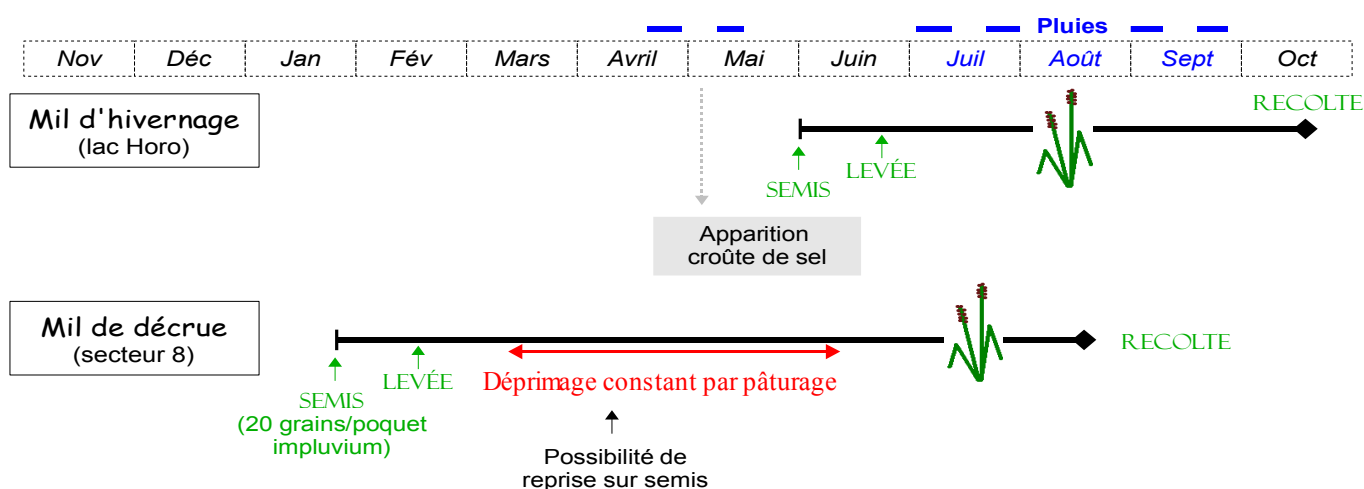 Pluies
Nov Déc Jan Fév Mars Avril Mai Juin Juil Août Sept Oct
Mil d'hivernage
(lac Horo)
RECOLTE
SEMIS
LEVÉE
Apparition
croûte de sel
Mil de décrue
(secteur 8)
RECOLTE
LEVÉE
SEMIS
(20 grains/poquet
impluvium)
Déprimage constant par pâturage
Possibilité de
reprise sur semis